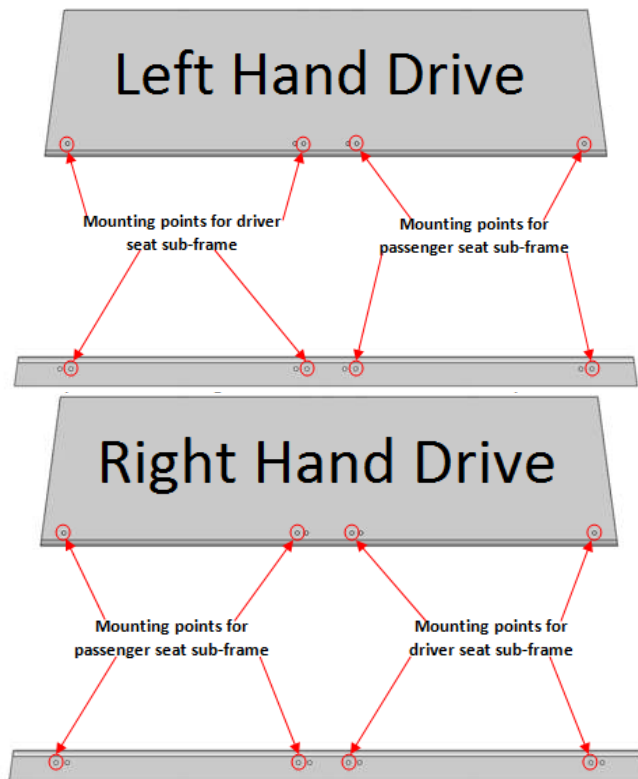 Left Hand Drive
Mounting points for driver
seat sub-frame
Mounting points for
passenger seat sub-frame
Right Hand Drive
Mounting points for
passenger seat sub-frame
Mounting points for
driver seat sub-frame